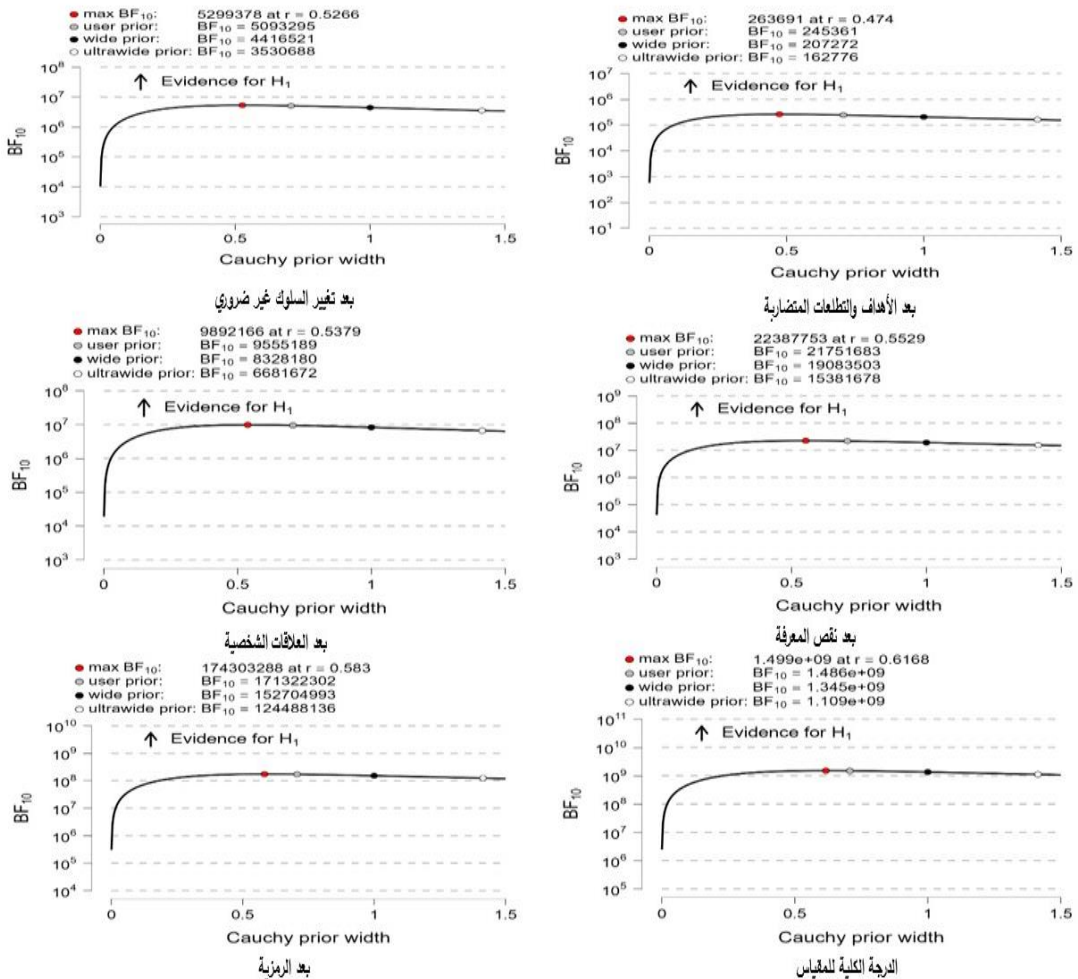 max BF₁₀: 5299378 at r = 0.5266
user prior: BF₁₀ = 5093295
wide prior: BF₁₀ = 4416521
ultrawide prior: BF₁₀ = 3530688
10⁸
↑ Evidence for H₁
10⁷
10⁶
10⁵
10⁴
10³
BF₁₀
0 0.5 1 1.5
Cauchy prior width
بعد تغيير السلوك غير ضروري
max BF₁₀: 263691 at r = 0.474
user prior: BF₁₀ = 245361
wide prior: BF₁₀ = 207272
ultrawide prior: BF₁₀ = 162776
10⁷
↑ Evidence for H₁
10⁶
10⁵
10⁴
10³
10²
10¹
BF₁₀
0 0.5 1 1.5
Cauchy prior width
بعد الأهداف والتطلعات المتضاربة
max BF₁₀: 9892166 at r = 0.5379
user prior: BF₁₀ = 9555189
wide prior: BF₁₀ = 8328180
ultrawide prior: BF₁₀ = 6681672
10⁸
↑ Evidence for H₁
10⁷
10⁶
10⁵
10⁴
10³
BF₁₀
0 0.5 1 1.5
Cauchy prior width
بعد العلاقات الشخصية
max BF₁₀: 22387753 at r = 0.5529
user prior: BF₁₀ = 21751683
wide prior: BF₁₀ = 19083503
ultrawide prior: BF₁₀ = 15381678
10⁹
↑ Evidence for H₁
10⁸
10⁷
10⁶
10⁵
10⁴
10³
BF₁₀
0 0.5 1 1.5
Cauchy prior width
بعد نقص المعرفة
max BF₁₀: 174303288 at r = 0.583
user prior: BF₁₀ = 171322302
wide prior: BF₁₀ = 152704993
ultrawide prior: BF₁₀ = 124488136
10¹⁰
↑ Evidence for H₁
10⁹
10⁸
10⁷
10⁶
10⁵
10⁴
BF₁₀
0 0.5 1 1.5
Cauchy prior width
بعد الرمزية
max BF₁₀: 1.499e+09 at r = 0.6168
user prior: BF₁₀ = 1.486e+09
wide prior: BF₁₀ = 1.345e+09
ultrawide prior: BF₁₀ = 1.109e+09
10¹¹
↑ Evidence for H₁
10¹⁰
10⁹
10⁸
10⁷
10⁶
10⁵
BF₁₀
0 0.5 1 1.5
Cauchy prior width
الدرجة الكلية للمقياس